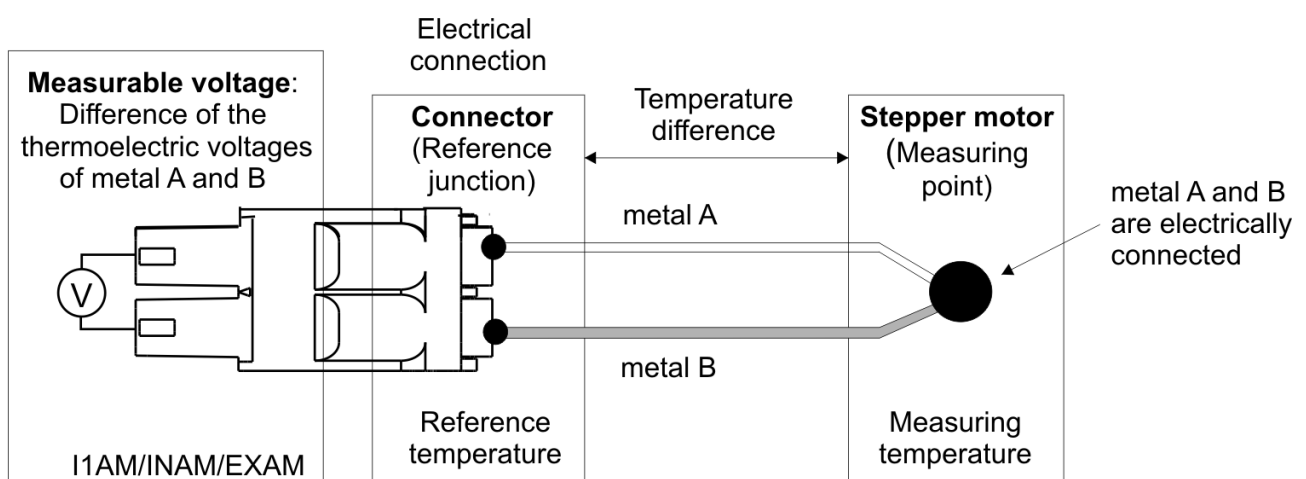 Electrical
connection
Measurable voltage:
Difference of the
thermoelectric voltages
of metal A and B
V
I1AM/INAM/EXAM
Connector
(Reference
junction)
Reference
temperature
Temperature
difference
metal A
metal B
Stepper motor
(Measuring
point)
Measuring
temperature
metal A and B
are electrically
connected